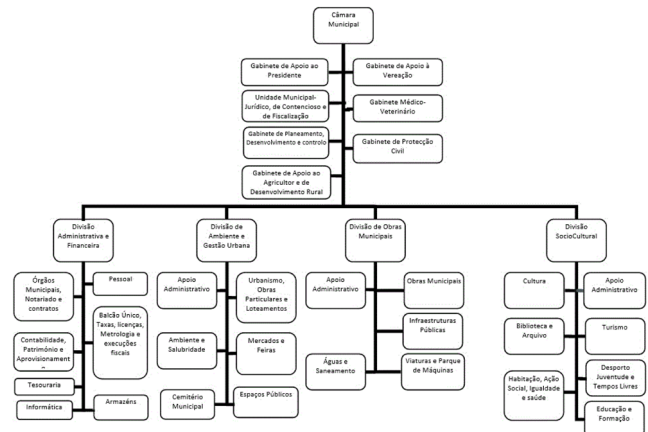 Câmara
Municipal
Gabinete de Apoio ao
Presidente
Gabinete de Apoio à
Vereação
Unidade Municipal-
Jurídico, de Contencioso e
de Fiscalização
Gabinete Médico-
Veterinário
Gabinete de Planeamento,
Desenvolvimento e controlo
Gabinete de Protecção
Civil
Gabinete de Apoio ao
Agricultor e de
Desenvolvimento Rural
Divisão
Administrativa e
Financeira
Divisão de
Ambiente e
Gestão Urbana
Divisão de Obras
Municipais
Divisão
SocioCultural
Órgãos
Municipais,
Notariado e
contratos
Pessoal
Balcão Único,
Taxas, licenças,
Metrologia e
execuções
fiscais
Contabilidade,
Património e
Aprovisionament
Tesouraria
Informática
Armazéns
Apoio
Administrativo
Urbanismo,
Obras
Particulares e
Loteamentos
Ambiente e
Salubridade
Mercados e
Feiras
Cemitério
Municipal
Espaços Públicos
Apoio
Administrativo
Obras Municipais
Infraestruturas
Públicas
Águas e
Saneamento
Viaturas e Parque
de Máquinas
Cultura
Apoio
Administrativo
Biblioteca e
Arquivo
Turismo
Habitação, Ação
Social, Igualdade
e saúde
Desporto
Juventude e
Tempos Livres
Educação e
Formação